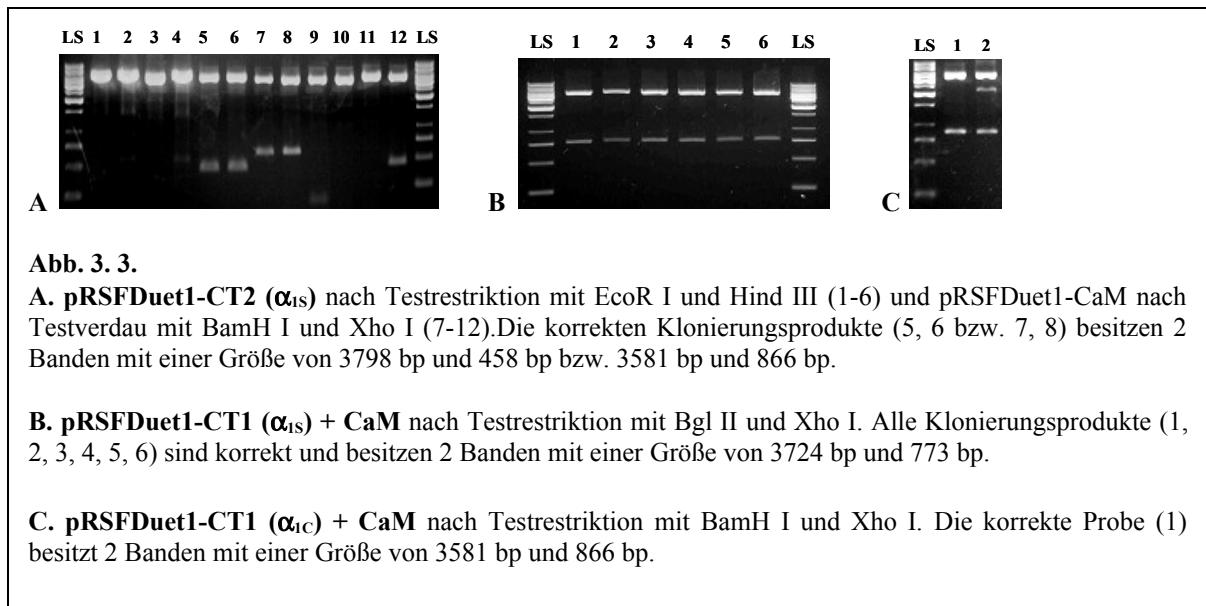 LS 1 2 3 4 5 6 7 8 9 10 11 12 LS
LS 1 2 3 4 5 6 LS
LS 1 2
A
B
C
Abb. 3. 3.
A. pRSFDuet1-CT2 (α1S) nach Testrestriktion mit EcoR I und Hind III (1-6) und pRSFDuet1-CaM nach
Testverdau mit BamH I und Xho I (7-12).Die korrekten Klonierungsprodukte (5, 6 bzw. 7, 8) besitzen 2
Banden mit einer Größe von 3798 bp und 458 bp bzw. 3581 bp und 866 bp.
B. pRSFDuet1-CT1 (α1S) + CaM nach Testrestriktion mit Bgl II und Xho I. Alle Klonierungsprodukte (1,
2, 3, 4, 5, 6) sind korrekt und besitzen 2 Banden mit einer Größe von 3724 bp und 773 bp.
C. pRSFDuet1-CT1 (α1C) + CaM nach Testrestriktion mit BamH I und Xho I. Die korrekte Probe (1)
besitzt 2 Banden mit einer Größe von 3581 bp und 866 bp.